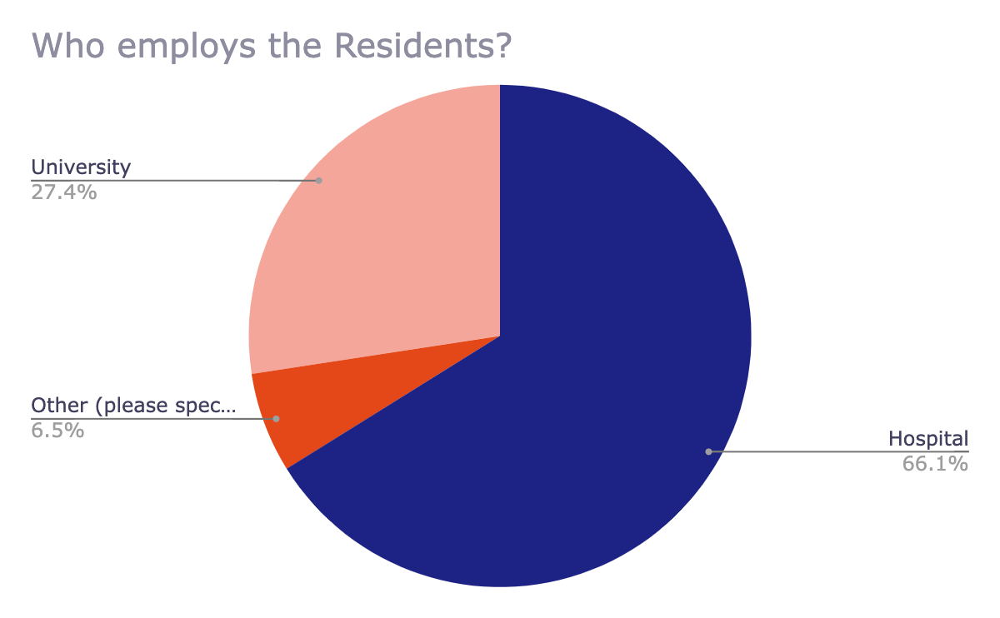 Who employs the Residents?
University
27.4%
Other (please spec...
6.5%
Hospital
66.1%